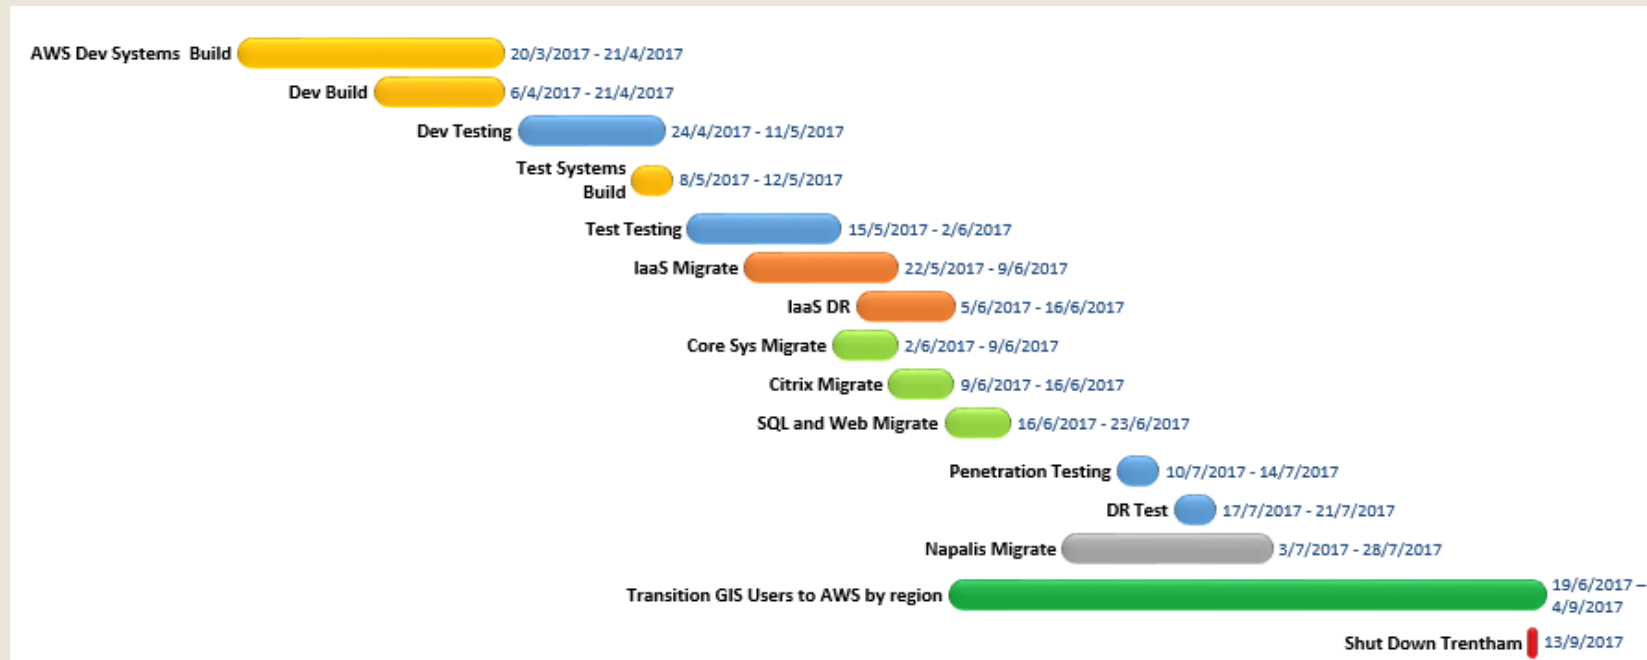 AWS Dev Systems Build 20/3/2017 - 21/4/2017
Dev Build 6/4/2017 - 21/4/2017
Dev Testing 24/4/2017 - 11/5/2017
Test Systems
Build 8/5/2017 - 12/5/2017
Test Testing 15/5/2017 - 2/6/2017
IaaS Migrate 22/5/2017 - 9/6/2017
IaaS DR 5/6/2017 - 16/6/2017
Core Sys Migrate 2/6/2017 - 9/6/2017
Citrix Migrate 9/6/2017 - 16/6/2017
SQL and Web Migrate 16/6/2017 - 23/6/2017
Penetration Testing 10/7/2017 - 14/7/2017
DR Test 17/7/2017 - 21/7/2017
Napalis Migrate 3/7/2017 - 28/7/2017
Transition GIS Users to AWS by region 19/6/2017 –
4/9/2017
Shut Down Trentham 13/9/2017